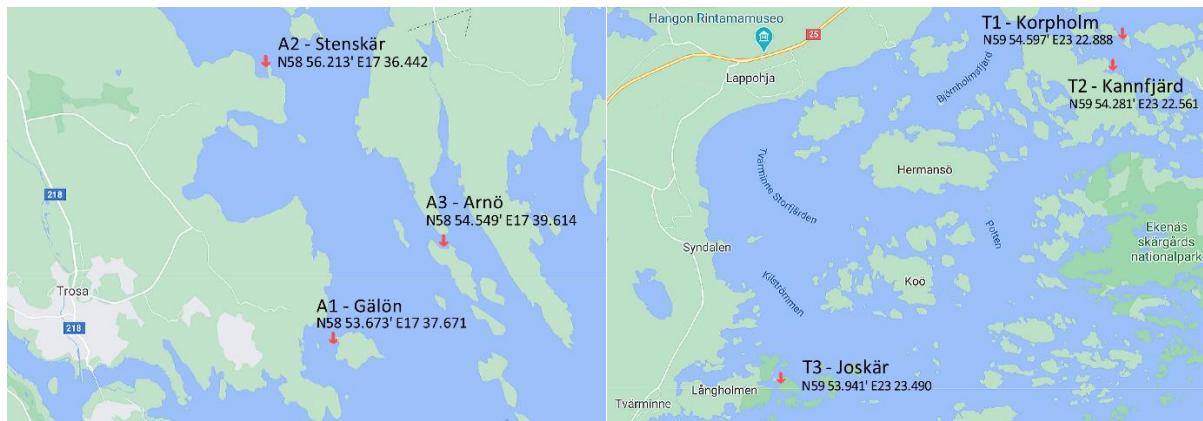 A2 - Stenskär
N58 56.213' E17 36.442
218
A3 - Arnö
N58 54.549' E17 39.614
Trosa
A1 - Gälön
N58 53.673' E17 37.671
218
Hangon Rintamamuseo
25
T1 - Korpholm
N59 54.597' E23 22.888
Lappohja
Björnholmsfjärd
T2 - Kannfjärd
N59 54.281' E23 22.561
Hermansö
Tvärminne Storfjärden
Potten
Ekenäs
skärgårds
nationalpark
Syndalen
Koö
Kilströmmen
T3 - Joskär
N59 53.941' E23 23.490
Långholmen
Tvärminne